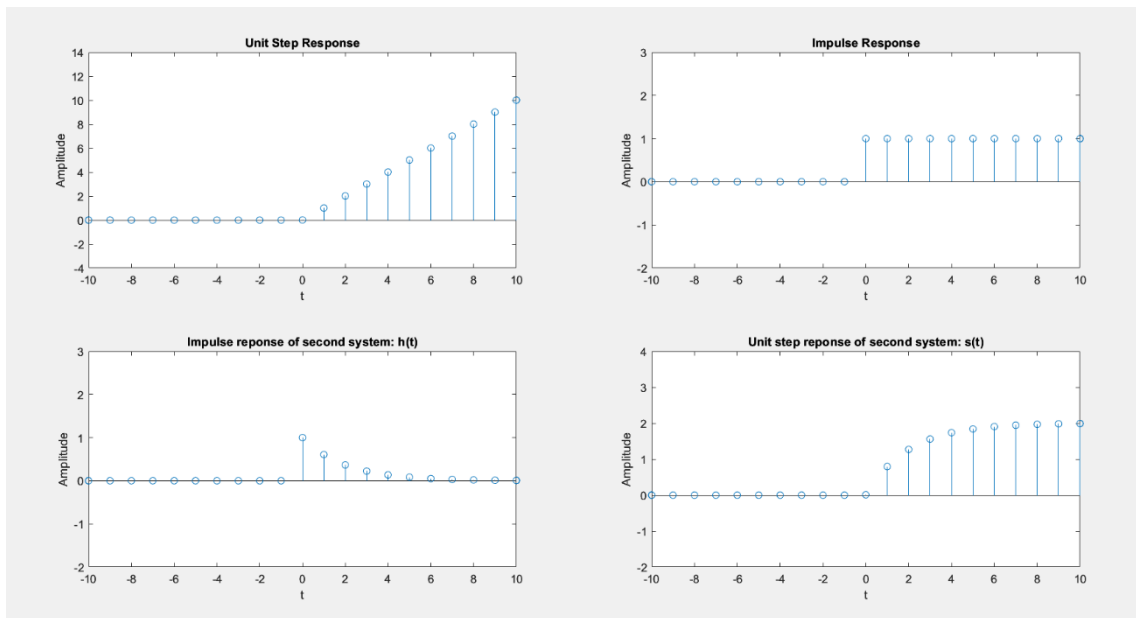 Unit Step Response
14
12
10
8
6
4
2
0
-2
-4
Amplitude
-10 -8 -6 -4 -2 0 2 4 6 8 10
t
Impulse Response
3
2
1
0
-1
-2
Amplitude
-10 -8 -6 -4 -2 0 2 4 6 8 10
t
Impulse reponse of second system: h(t)
3
2
1
0
-1
-2
Amplitude
-10 -8 -6 -4 -2 0 2 4 6 8 10
t
Unit step reponse of second system: s(t)
4
3
2
1
0
-1
-2
Amplitude
-10 -8 -6 -4 -2 0 2 4 6 8 10
t